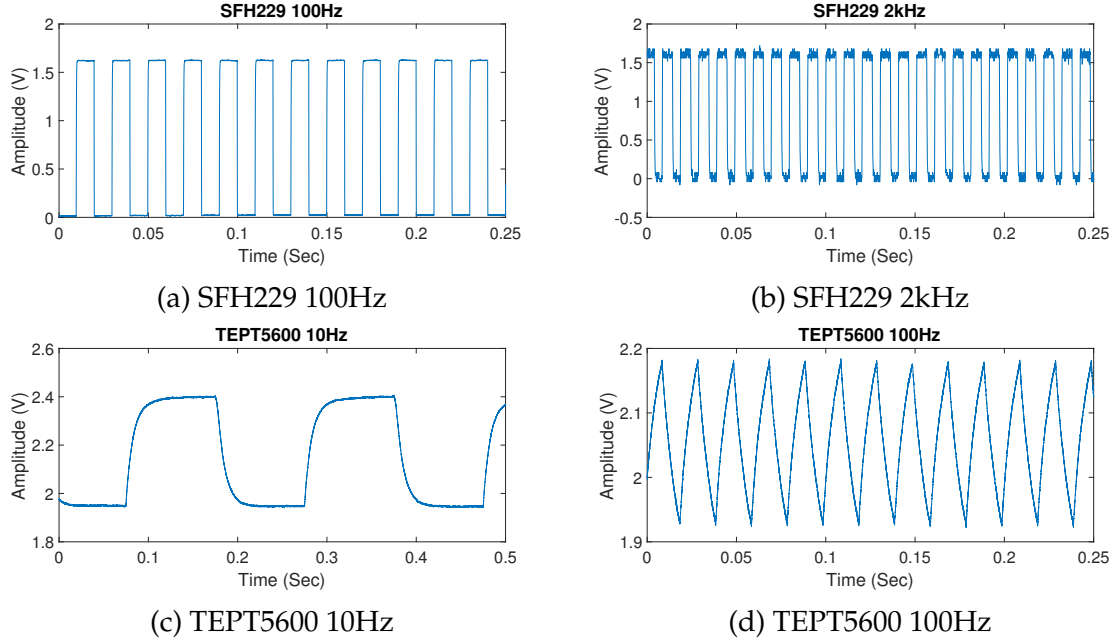 SFH229 100Hz
2
1.5
1
0.5
0
Amplitude (V)
0 0.05 0.1 0.15 0.2 0.25
Time (Sec)
(a) SFH229 100Hz
SFH229 2kHz
2
1.5
1
0.5
0
-0.5
Amplitude (V)
0 0.05 0.1 0.15 0.2 0.25
Time (Sec)
(b) SFH229 2kHz
TEPT5600 10Hz
2.6
2.4
2.2
2
1.8
Amplitude (V)
0 0.1 0.2 0.3 0.4 0.5
Time (Sec)
(c) TEPT5600 10Hz
TEPT5600 100Hz
2.2
2.1
2
1.9
Amplitude (V)
0 0.05 0.1 0.15 0.2 0.25
Time (Sec)
(d) TEPT5600 100Hz